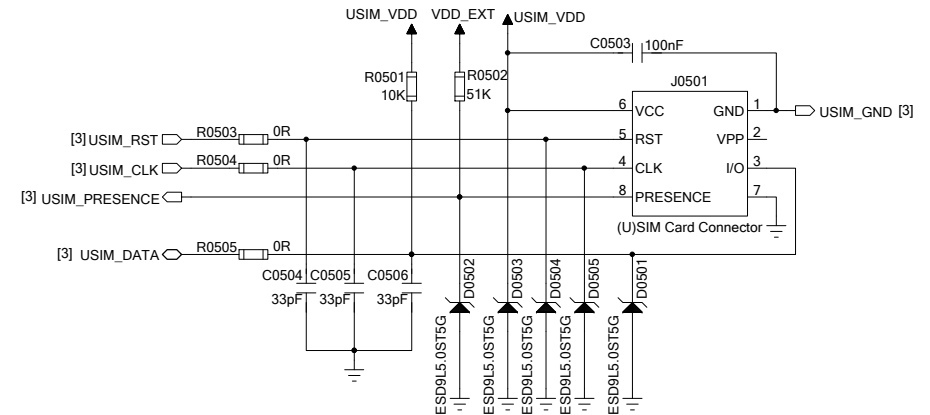 USIM_VDD VDD_EXT USIM_VDD
C0503 100nF
R0501 10K
R0502 51K
J0501
6 VCC GND 1 USIM_GND [3]
[3] USIM_RST R0503 0R 5 RST VPP 2
[3] USIM_CLK R0504 0R 4 CLK I/O 3
[3] USIM_PRESENCE 8 PRESENCE 7
(U)SIM Card Connector
[3] USIM_DATA R0505 0R
C0504 33pF
C0505 33pF
C0506 33pF
D0502 ESD9L5.0ST5G
D0503 ESD9L5.0ST5G
D0504 ESD9L5.0ST5G
D0505 ESD9L5.0ST5G
D0501 ESD9L5.0ST5G